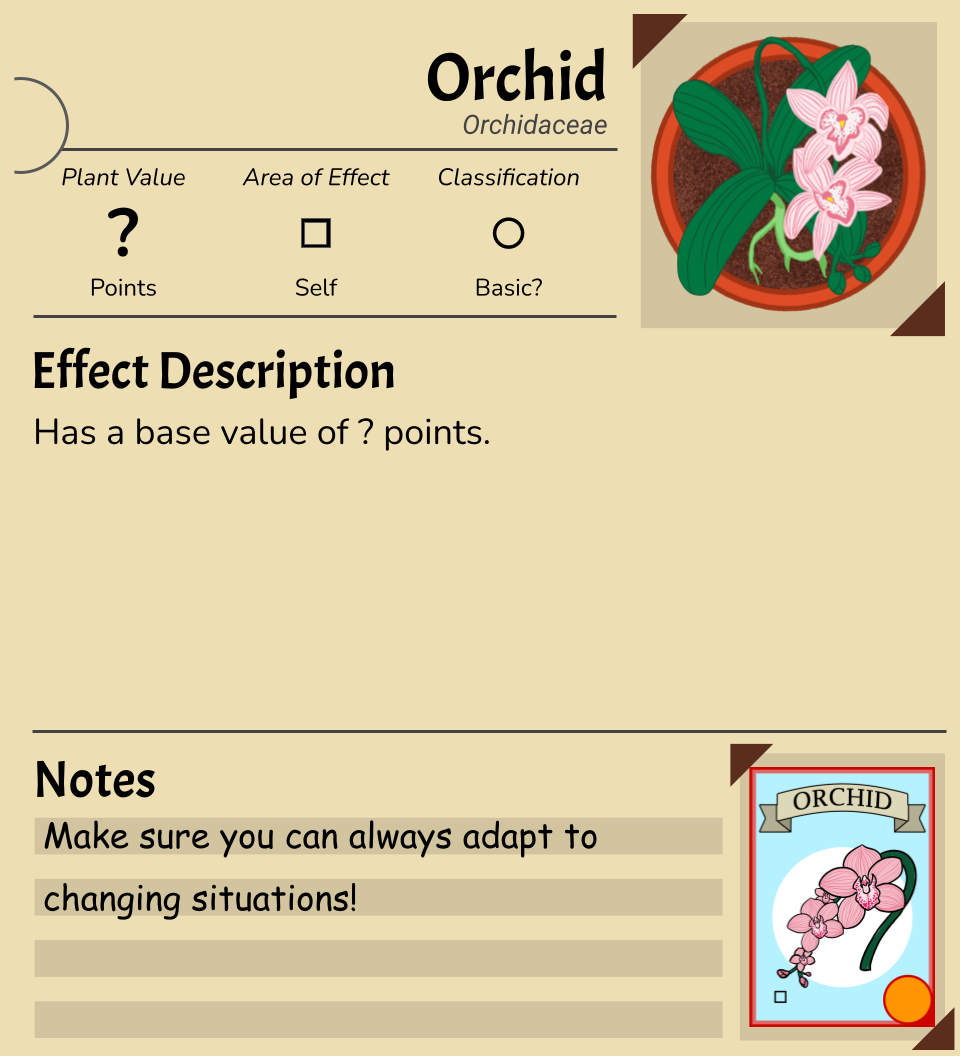 Orchid
Orchidaceae
Plant Value
Area of Effect
Classification
?
Points
Self
Basic?
Effect Description
Has a base value of ? points.
Notes
Make sure you can always adapt to
changing situations!
ORCHID